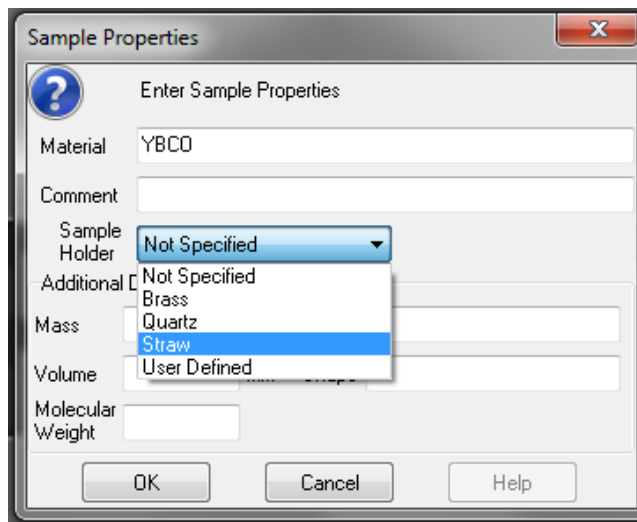 Sample Properties
Enter Sample Properties
Material YBCO
Comment
Sample
Holder
Not Specified
Not Specified
Brass
Quartz
Straw
User Defined
Additional D
Mass
Volume
Molecular
Weight
OK Cancel Help